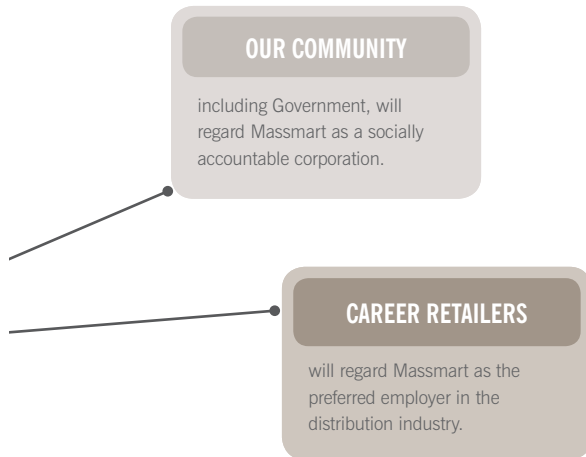 OUR COMMUNITY
including Government, will
regard Massmart as a socially
accountable corporation.
CAREER RETAILERS
will regard Massmart as the
preferred employer in the
distribution industry.